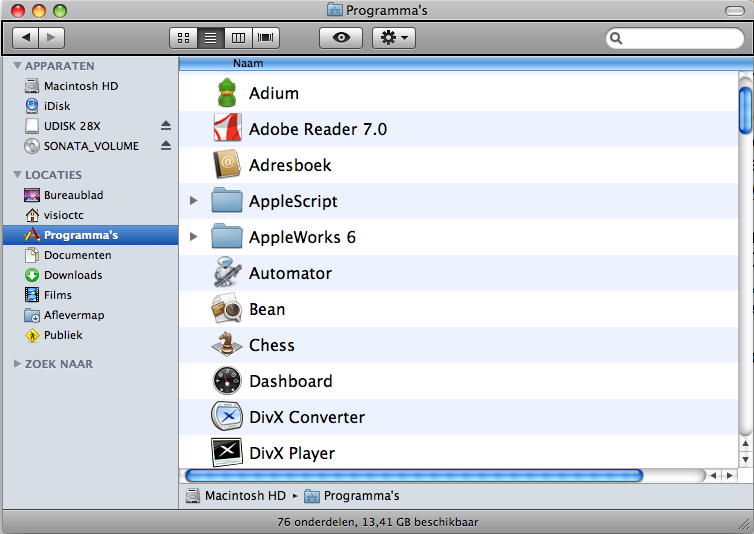 Programma's
APPARATEN
Macintosh HD
iDisk
UDISK 28X
SONATA_VOLUME
LOCATIES
Bureaublad
visioctc
Programma's
Documenten
Downloads
Films
Aflevermap
Publiek
ZOEK NAAR
Naam
Adium
Adobe Reader 7.0
Adresboek
AppleScript
AppleWorks 6
Automator
Bean
Chess
Dashboard
DivX Converter
DivX Player
Macintosh HD ▸ Programma's
76 onderdelen, 13,41 GB beschikbaar